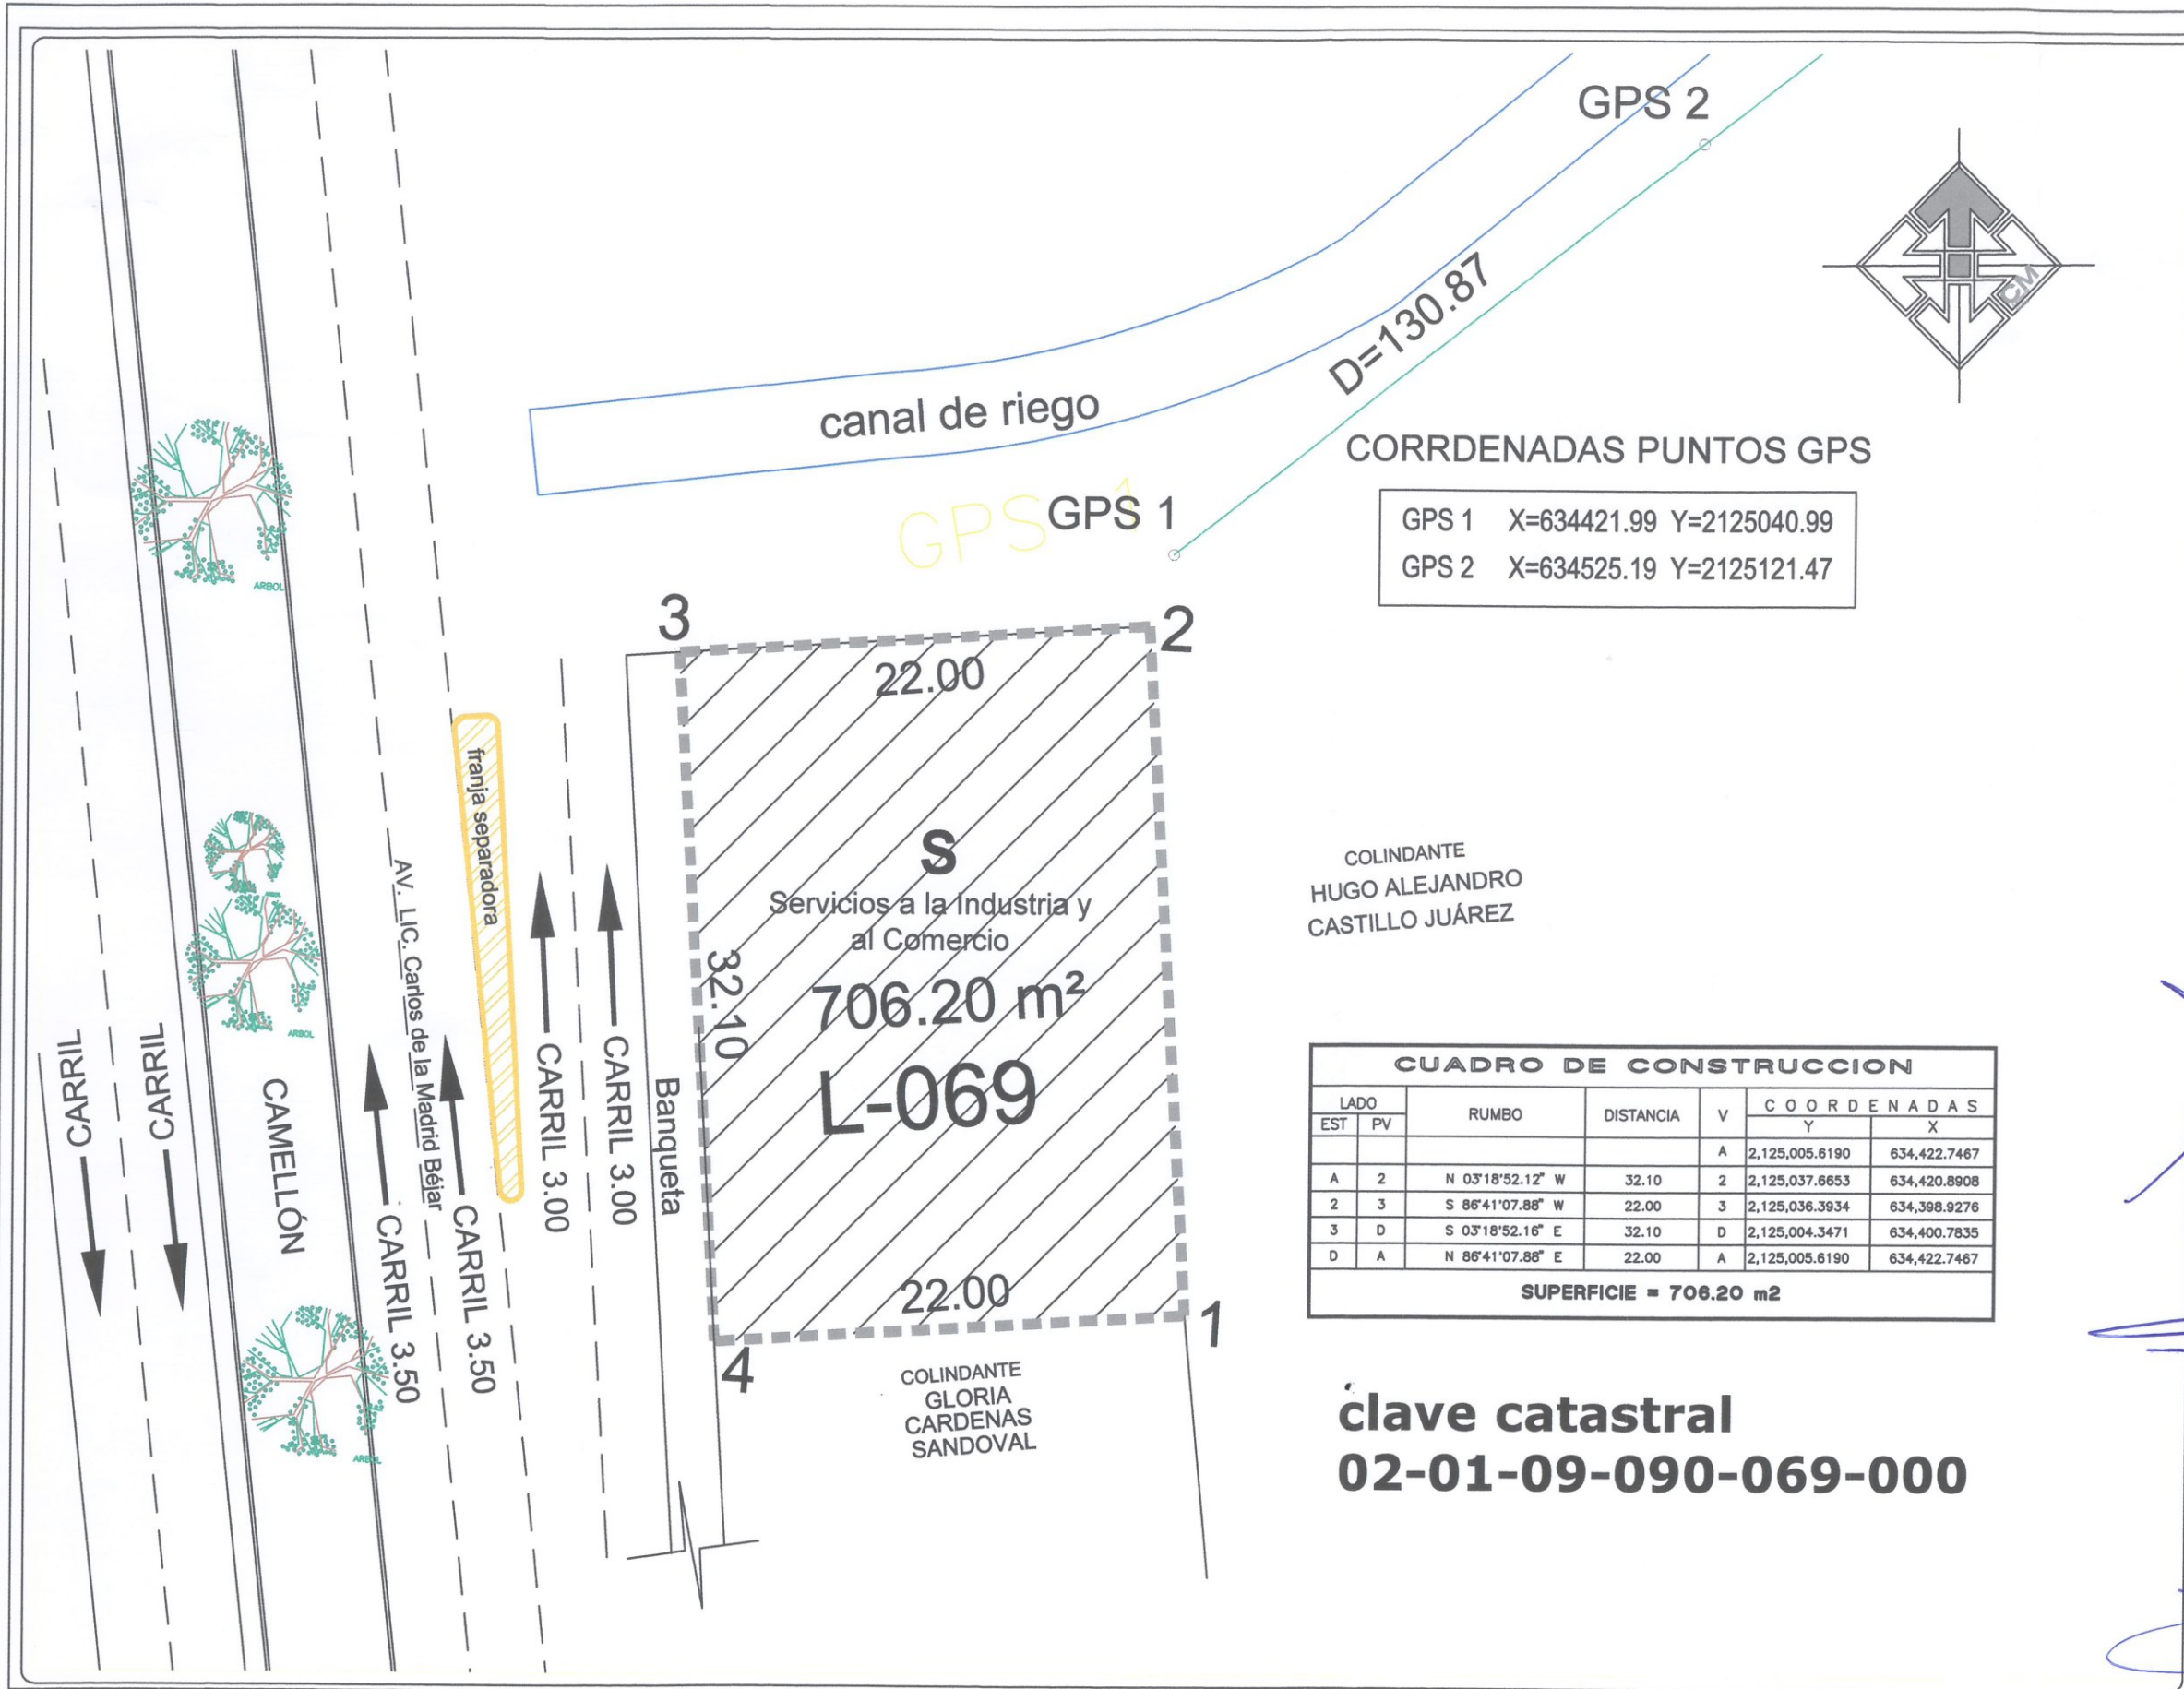 GPS 2
CM
D=130.87
canal de riego
CORRDENADAS PUNTOS GPS
GPS 1 GPS 1
GPS 1 X=634421.99 Y=2125040.99
GPS 2 X=634525.19 Y=2125121.47
ARBOL
3
2
22.00
franja separadora
S
Servicios a la Industria y
al Comercio
706.20 m²
L-069
32.10
22.00
1
4
COLINDANTE
HUGO ALEJANDRO
CASTILLO JUÁREZ
AV. LIC. Carlos de la Madrid Béjar
ARBOL
CARRIL
CARRIL
CAMELLÓN
CARRIL 3.50
CARRIL 3.50
CARRIL 3.00
CARRIL 3.00
Banqueta
ARBOL
COLINDANTE
GLORIA
CARDENAS
SANDOVAL
CUADRO DE CONSTRUCCION
LADO RUMBO DISTANCIA V COORDENADAS
EST PV Y X
A 2,125,005.6190 634,422.7467
A 2 N 03°18'52.12" W 32.10 2 2,125,037.6653 634,420.8908
2 3 S 86°41'07.88" W 22.00 3 2,125,036.3934 634,398.9276
3 D S 03°18'52.16" E 32.10 D 2,125,004.3471 634,400.7835
D A N 86°41'07.88" E 22.00 A 2,125,005.6190 634,422.7467
SUPERFICIE = 706.20 m2
clave catastral
02-01-09-090-069-000